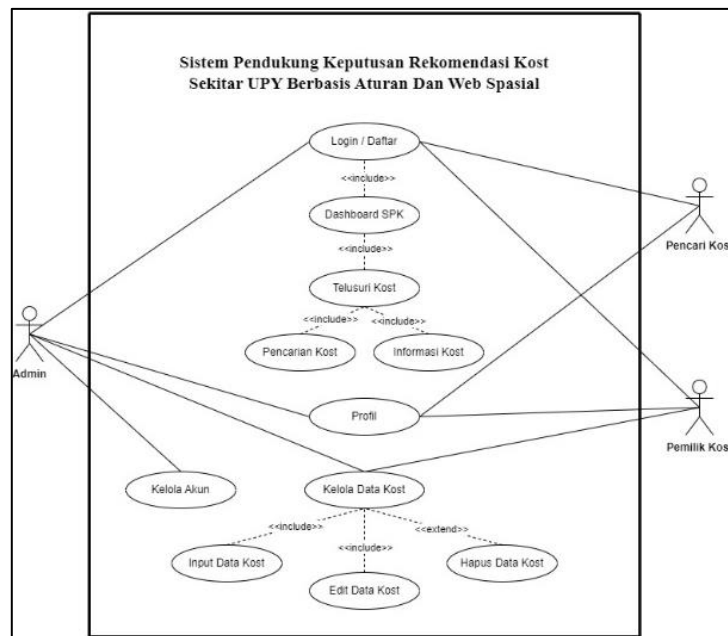 Sistem Pendukung Keputusan Rekomendasi Kost
Sekitar UPY Berbasis Aturan Dan Web Spasial
Login / Daftar
<<include>>
Dashboard SPK
<<include>>
Telusuri Kost
<<include>>
<<include>>
Pencarian Kost
Informasi Kost
Pencari Kos
Admin
Profil
Pemilik Kos
Kelola Akun
Kelola Data Kost
<<include>>
<<extend>>
<<include>>
Input Data Kost
Hapus Data Kost
Edit Data Kost